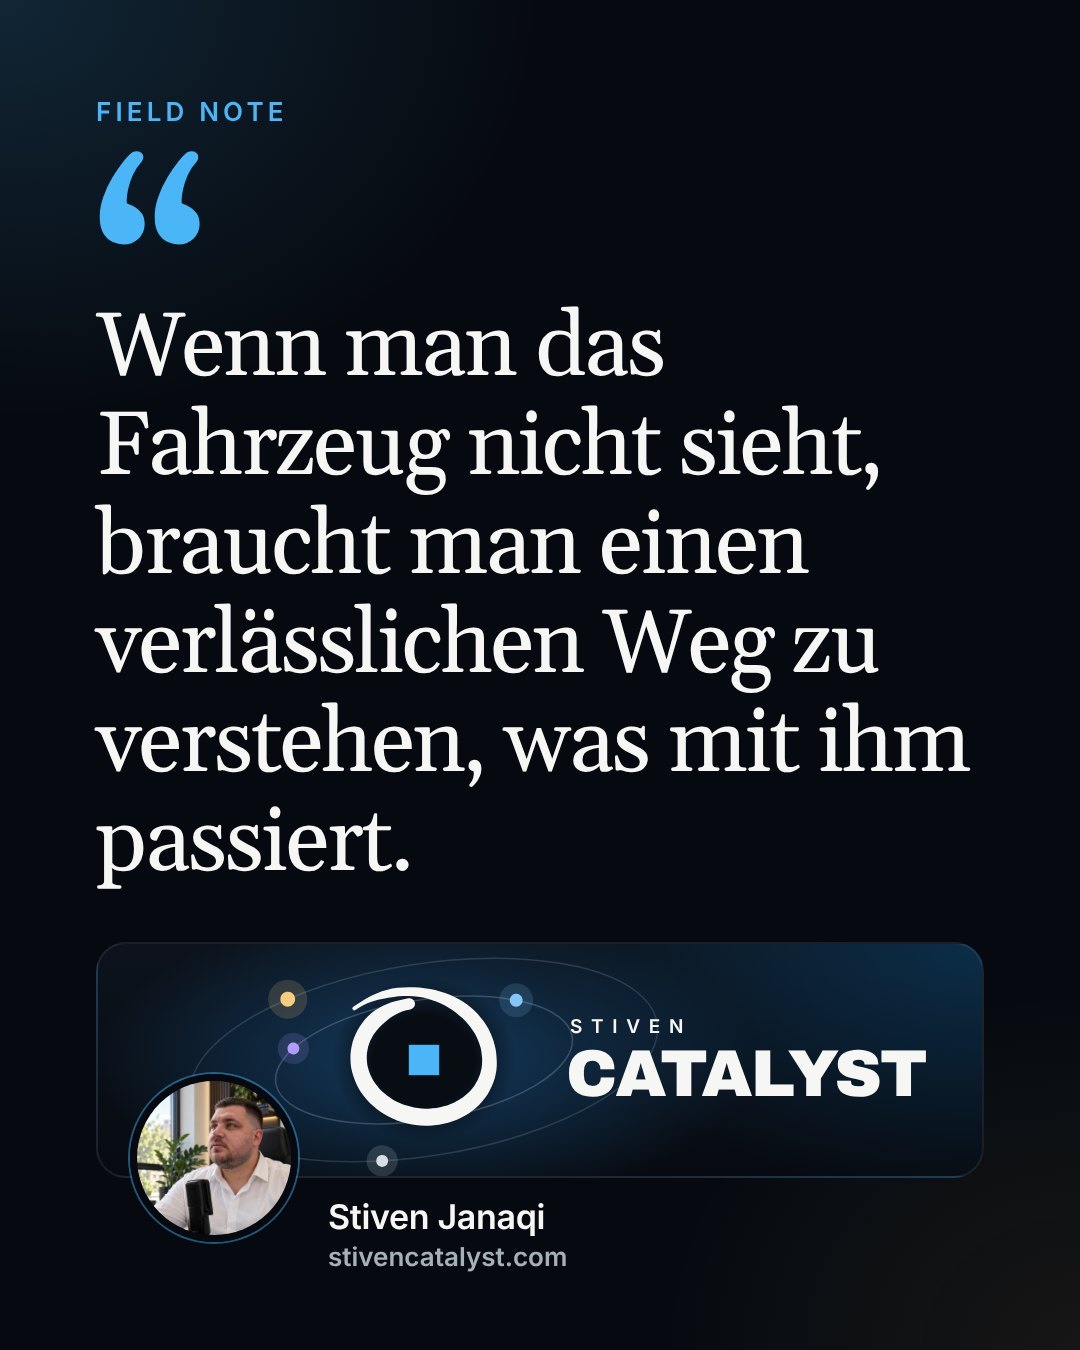 FIELD NOTE
“
Wenn man das
Fahrzeug nicht sieht,
braucht man einen
verlässlichen Weg zu
verstehen, was mit ihm
passiert.
STIVEN
CATALYST
Stiven Janaqi
stivencatalyst.com